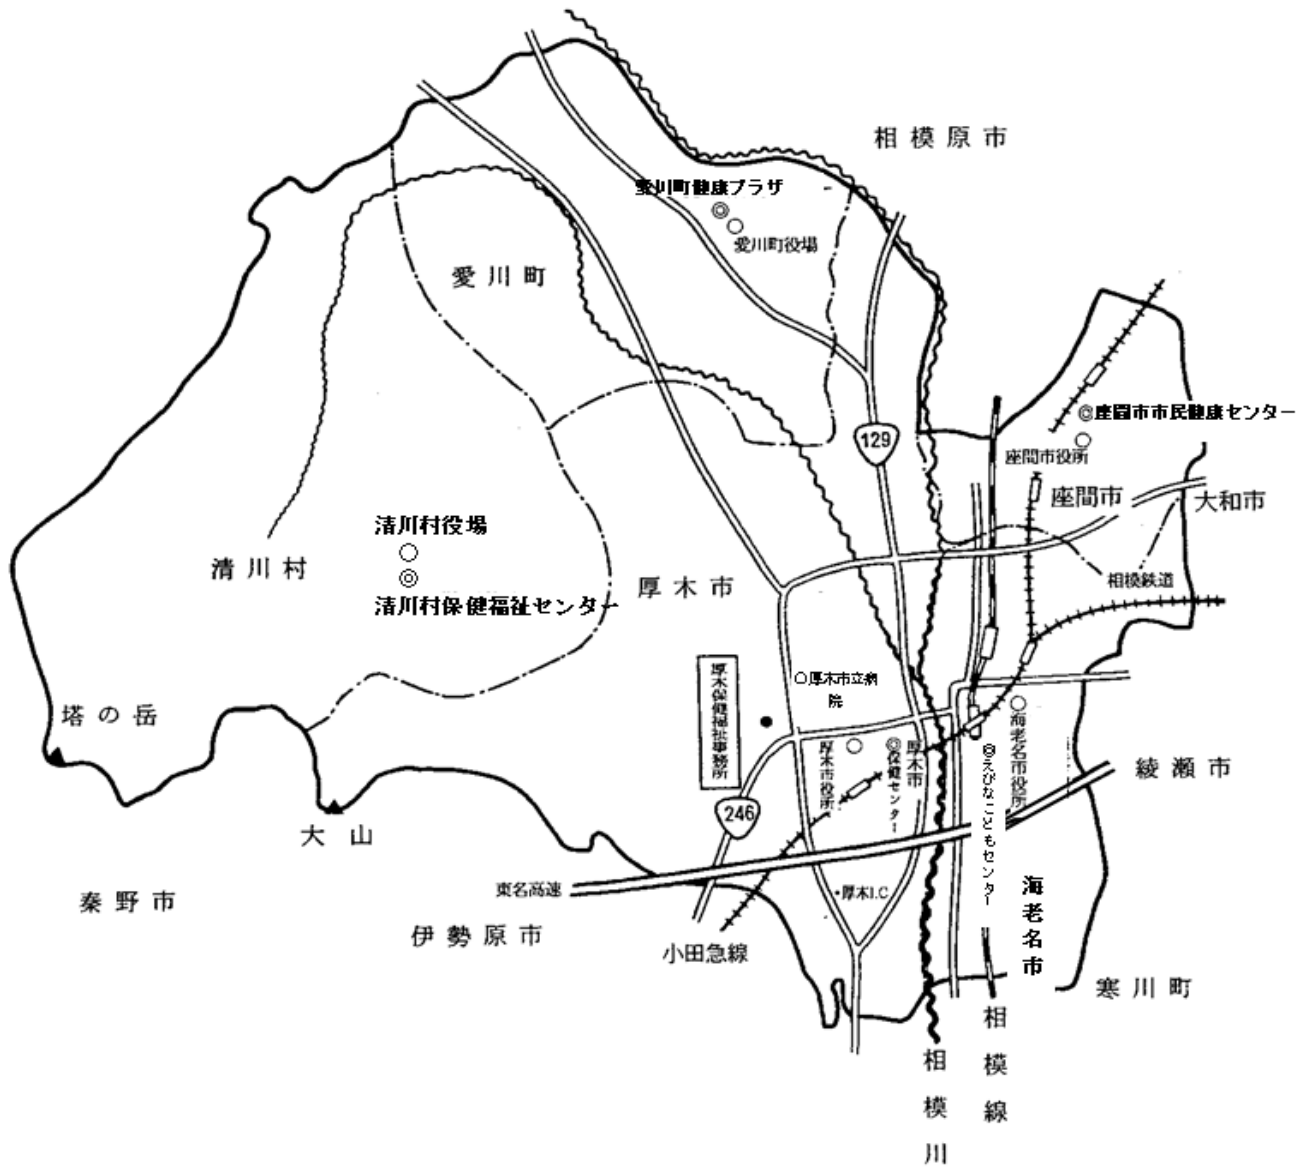 相模原市
愛川町健康プラザ
愛川町役場
愛川町
129
座間市市民健康センター
座間市役所
座間市
大和市
清川村役場
清川村
清川村保健福祉センター
厚木市
相模鉄道
厚木保健福祉事務所
厚木市立病
院
塔の岳
海老名市役所
厚木市役所
厚木市
保健センター
えびなこどもセンター
綾瀬市
246
大山
東名高速
厚木I.C
秦野市
伊勢原市
小田急線
海老名市
寒川町
相模線
相模川